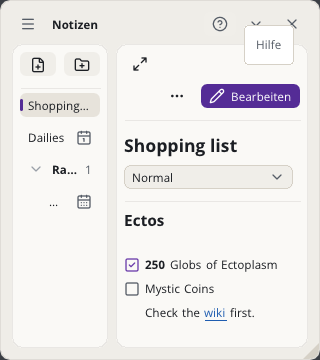 Notizen
Hilfe
Shopping...
Dailies
Ra... 1
...
Bearbeiten
Shopping list
Normal
Ectos
250 Globs of Ectoplasm
Mystic Coins
Check the wiki first.